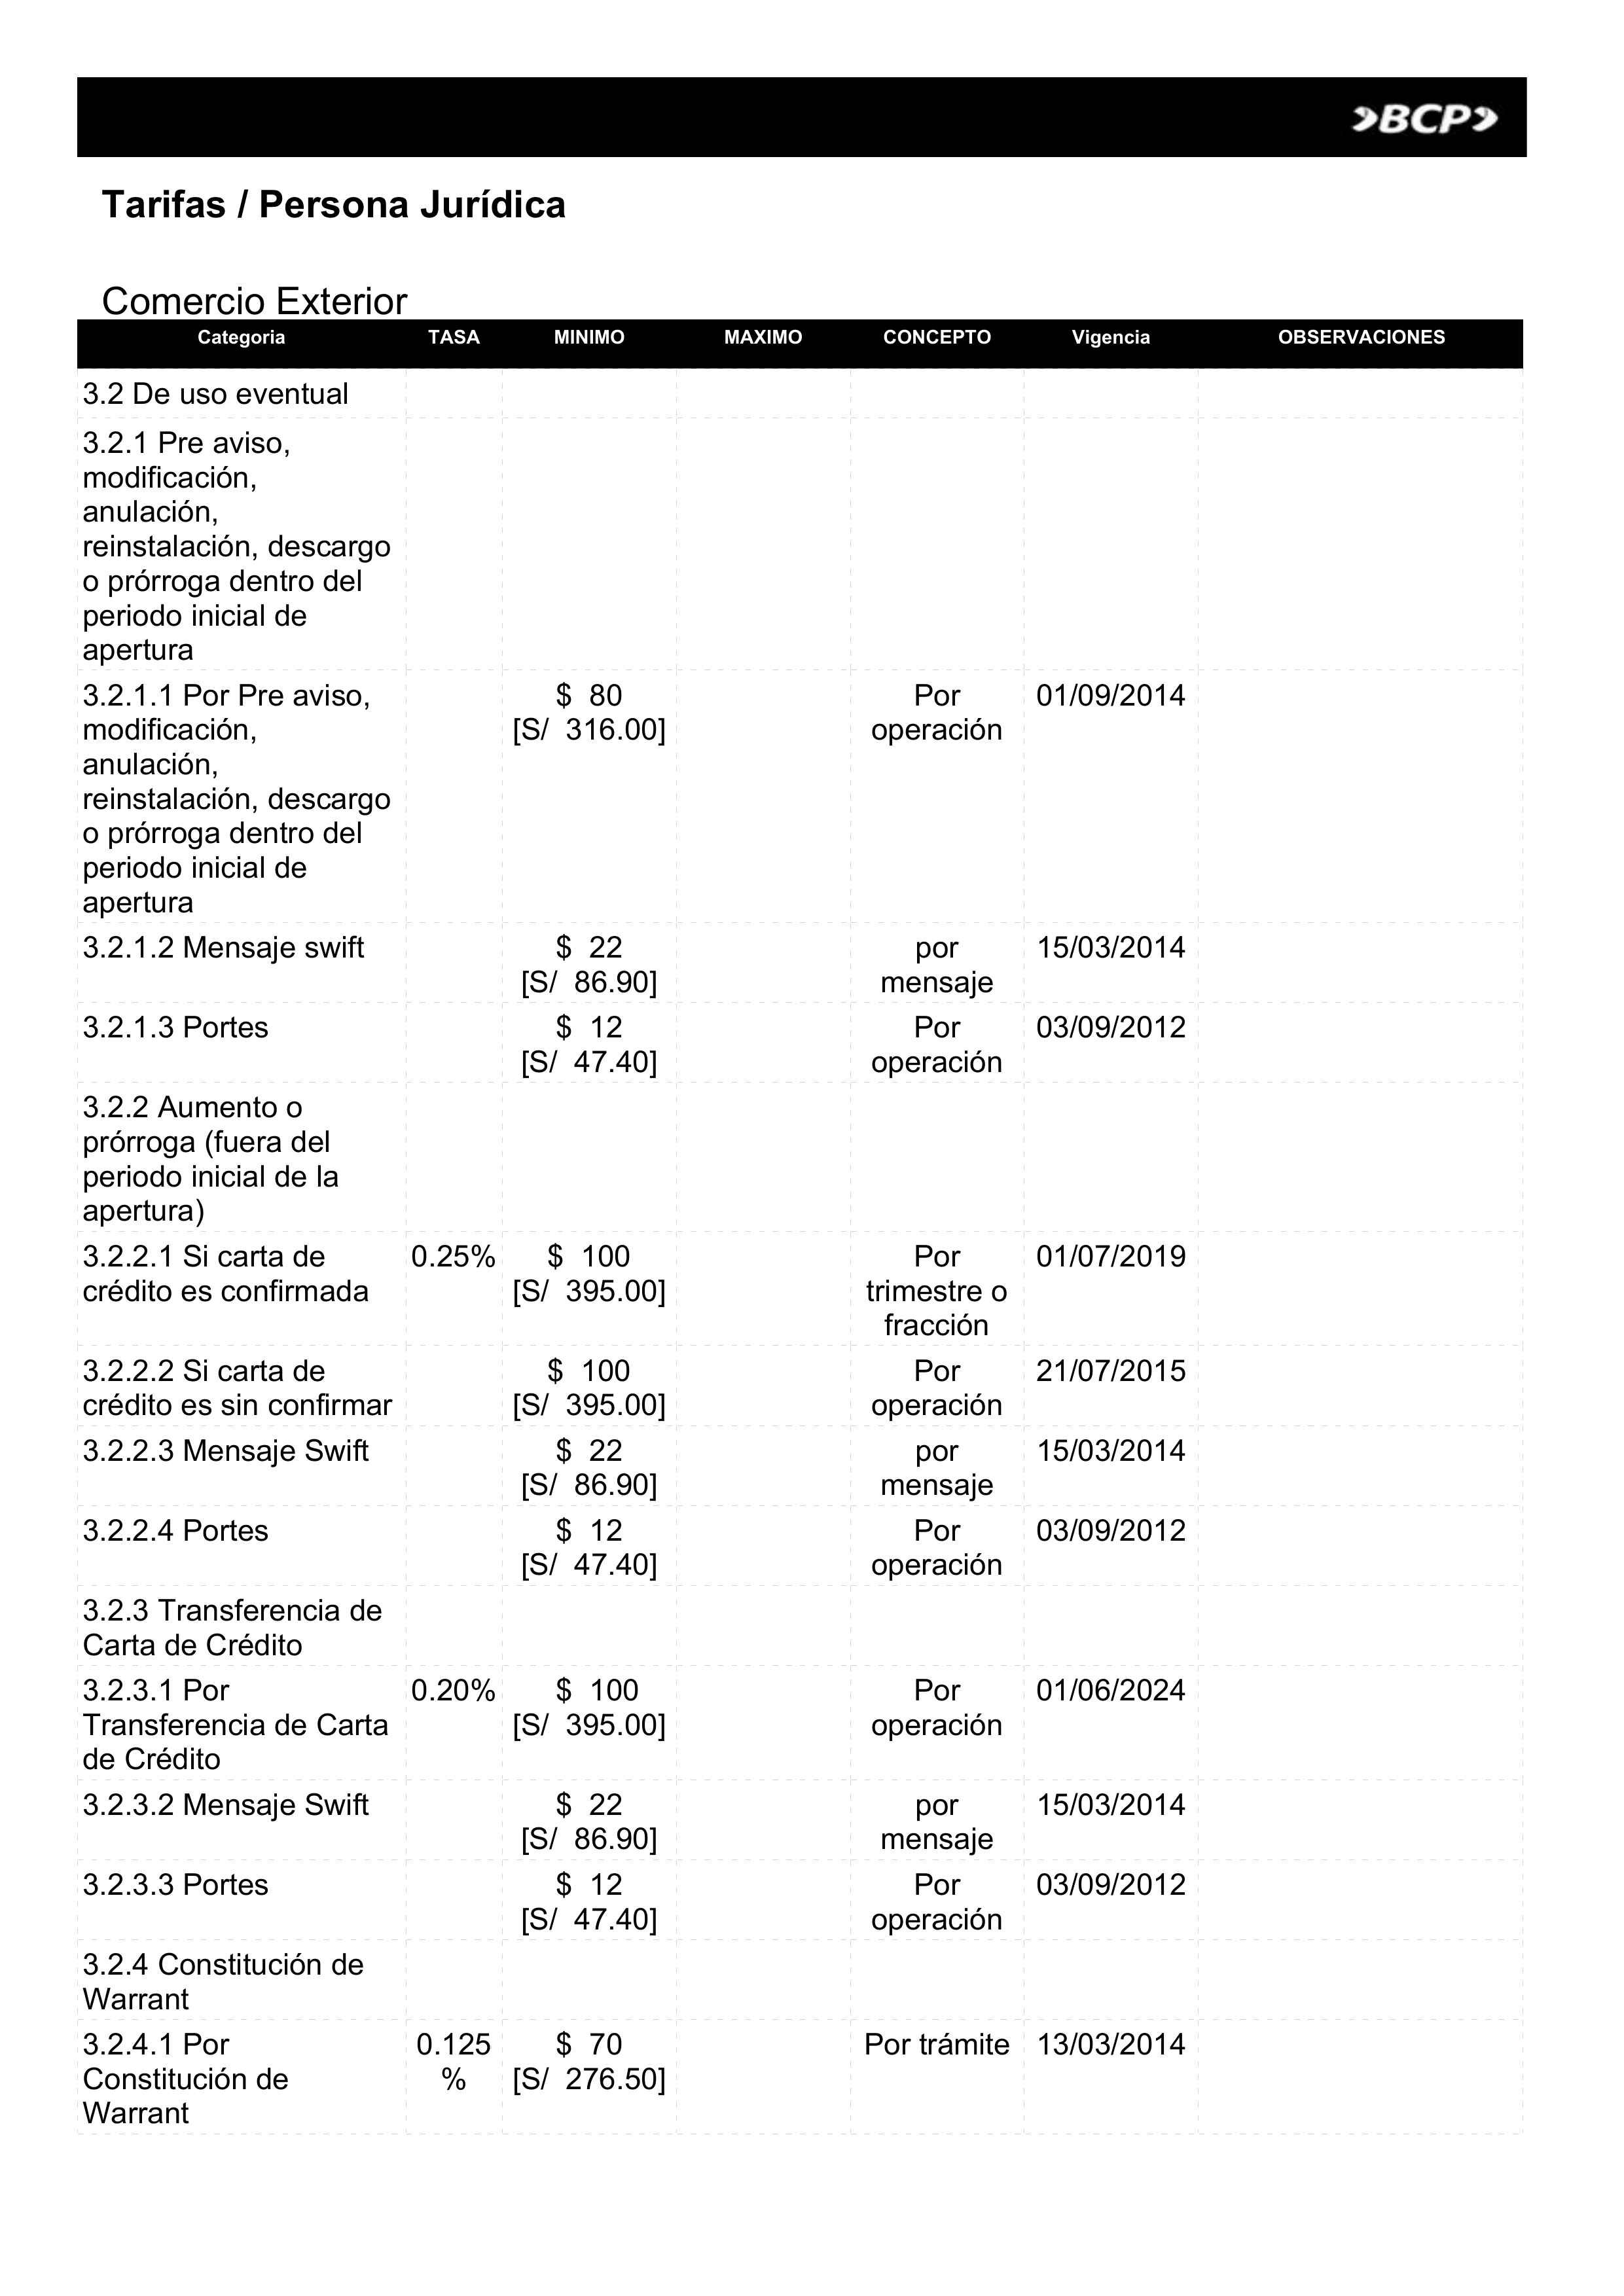 BCP
Tarifas / Persona Jurídica
Comercio Exterior
Categoria TASA MINIMO MAXIMO CONCEPTO Vigencia OBSERVACIONES
3.2 De uso eventual
3.2.1 Pre aviso,
modificación,
anulación,
reinstalación, descargo
o prórroga dentro del
periodo inicial de
apertura
3.2.1.1 Por Pre aviso, $ 80 Por 01/09/2014
modificación, [S/ 316.00] operación
anulación,
reinstalación, descargo
o prórroga dentro del
periodo inicial de
apertura
3.2.1.2 Mensaje swift $ 22 por 15/03/2014
[S/ 86.90] mensaje
3.2.1.3 Portes $ 12 Por 03/09/2012
[S/ 47.40] operación
3.2.2 Aumento o
prórroga (fuera del
periodo inicial de la
apertura)
3.2.2.1 Si carta de 0.25% $ 100 Por 01/07/2019
crédito es confirmada [S/ 395.00] trimestre o
fracción
3.2.2.2 Si carta de $ 100 Por 21/07/2015
crédito es sin confirmar [S/ 395.00] operación
3.2.2.3 Mensaje Swift $ 22 por 15/03/2014
[S/ 86.90] mensaje
3.2.2.4 Portes $ 12 Por 03/09/2012
[S/ 47.40] operación
3.2.3 Transferencia de
Carta de Crédito
3.2.3.1 Por 0.20% $ 100 Por 01/06/2024
Transferencia de Carta [S/ 395.00] operación
de Crédito
3.2.3.2 Mensaje Swift $ 22 por 15/03/2014
[S/ 86.90] mensaje
3.2.3.3 Portes $ 12 Por 03/09/2012
[S/ 47.40] operación
3.2.4 Constitución de
Warrant
3.2.4.1 Por 0.125 $ 70 Por trámite 13/03/2014
Constitución de % [S/ 276.50]
Warrant